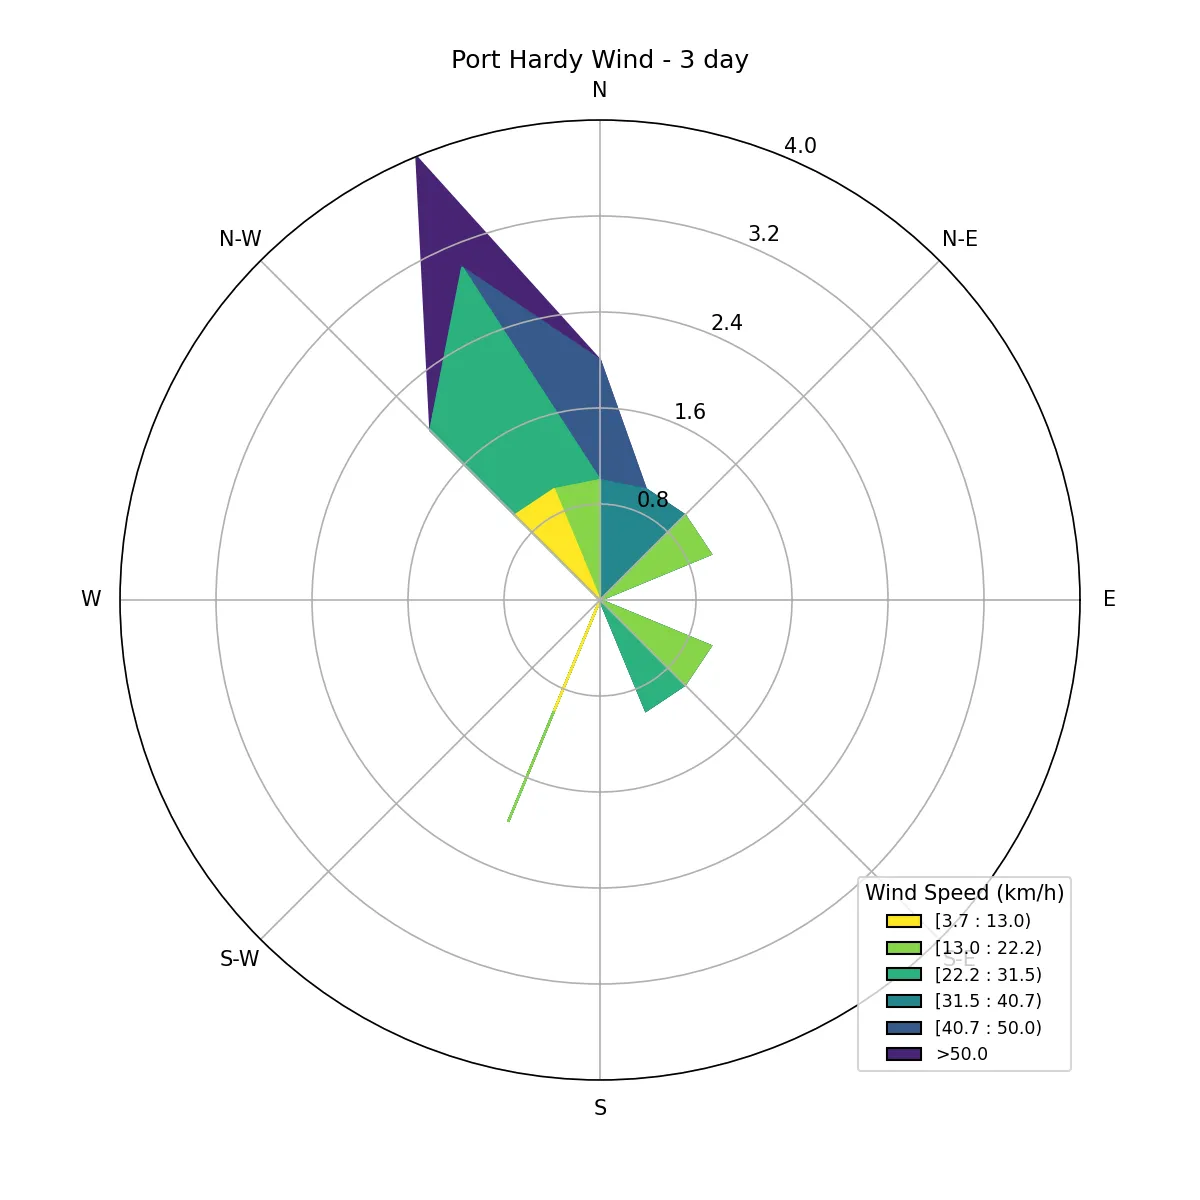 Port Hardy Wind - 3 day
N
4.0
3.2
N-W
N-E
2.4
1.6
0.8
W
E
S-W
S-E
S
Wind Speed (km/h)
[3.7 : 13.0)
[13.0 : 22.2)
[22.2 : 31.5)
[31.5 : 40.7)
[40.7 : 50.0)
>50.0